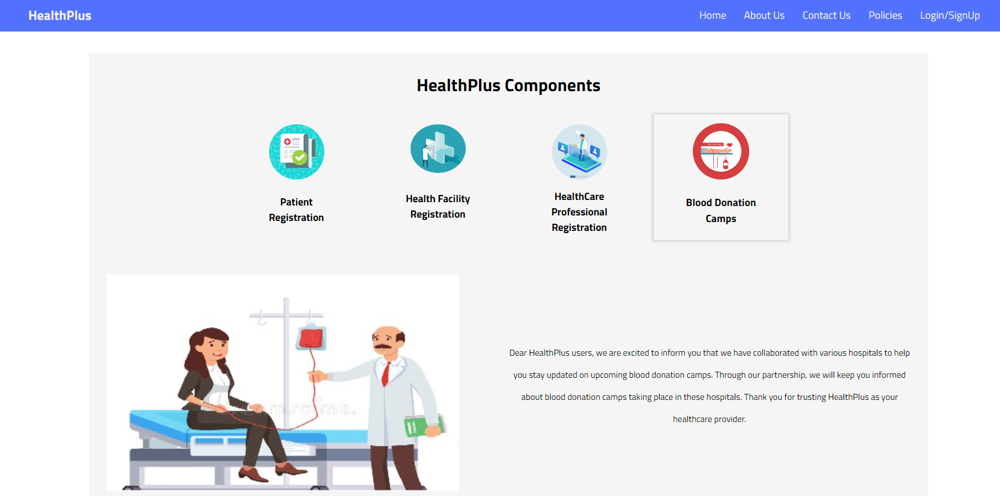 HealthPlus
Home About Us Contact Us Policies Login/SignUp
HealthPlus Components
Patient
Registration
Health Facility
Registration
HealthCare
Professional
Registration
Blood Donation
Camps
Dear HealthPlus users, we are excited to inform you that we have collaborated with various hospitals to help
you stay updated on upcoming blood donation camps. Through our partnership, we will keep you informed
about blood donation camps taking place in these hospitals. Thank you for trusting HealthPlus as your
healthcare provider.
dreamstime.